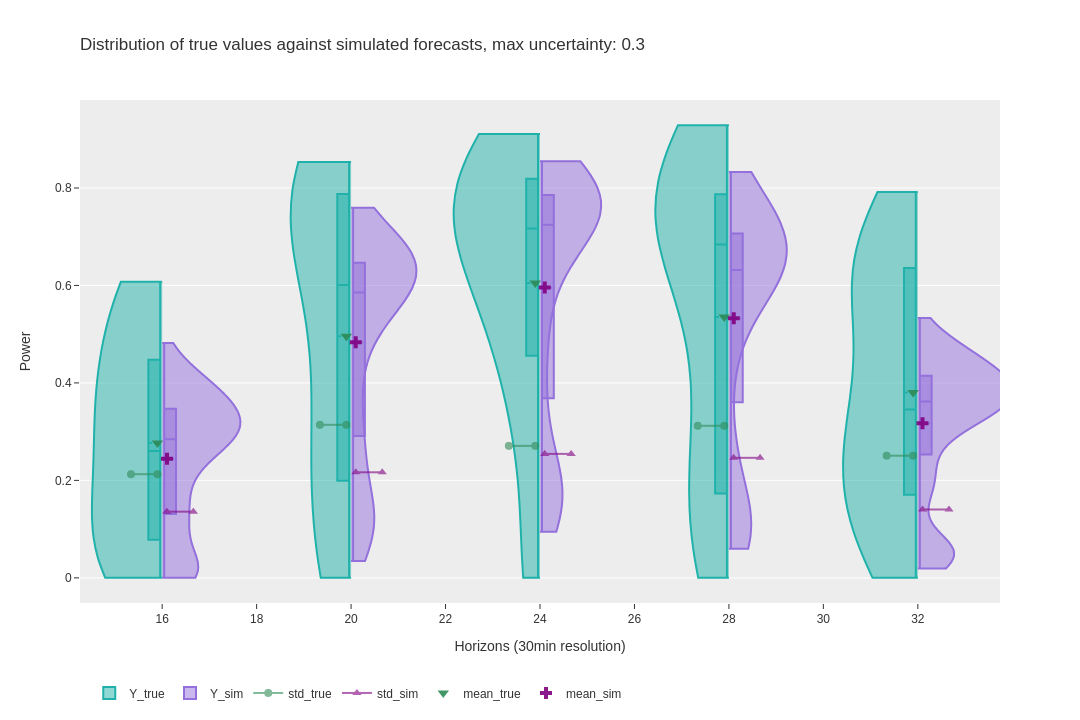 Distribution of true values against simulated forecasts, max uncertainty: 0.3
0.8
0.6
0.4
0.2
0
Power
16 18 20 22 24 26 28 30 32
Horizons (30min resolution)
Y_true Y_sim std_true std_sim mean_true mean_sim